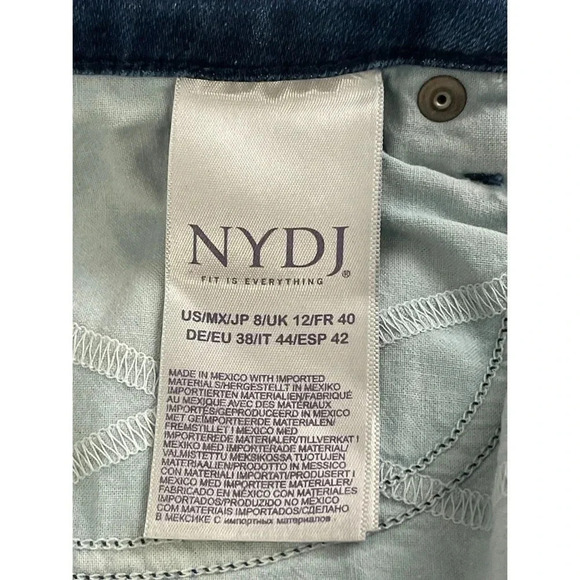 NYDJ®
FIT IS EVERYTHING
US/MX/JP 8/UK 12/FR 40
DE/EU 38/IT 44/ESP 42
MADE IN MEXICO WITH IMPORTED
MATERIALS/HERGESTELLT IN MEXIKO
IMPORTIERTEN MATERIALIEN/FABRIQUÉ
AU MEXIQUE AVEC DES MATÉRIAUX
IMPORTÉS/GEPRODUCEERD IN MEXICO
MET GEÏMPORTEERDE MATERIALEN/
FREMSTILLET I MEXICO MED
IMPORTEREDE MATERIALER/TILLVERKAT I
MEXIKO MED IMPORTERADE MATERIAL/
VALMISTETTU MEKSIKOSSA TUOTUJEN
MATERIAALIEN/PRODOTTO IN MESSICO
CON MATERIALI IMPORTATI/PRODUSERT I
MEXICO MED IMPORTERTE MATERIALER/
FABRICADO EN MÉXICO CON MATERIALES
IMPORTADOS/PRODUZIDO NO MÉXICO
COM MATERIAIS IMPORTADOS/СДЕЛАНО
В МЕКСИКЕ с импортных материалов